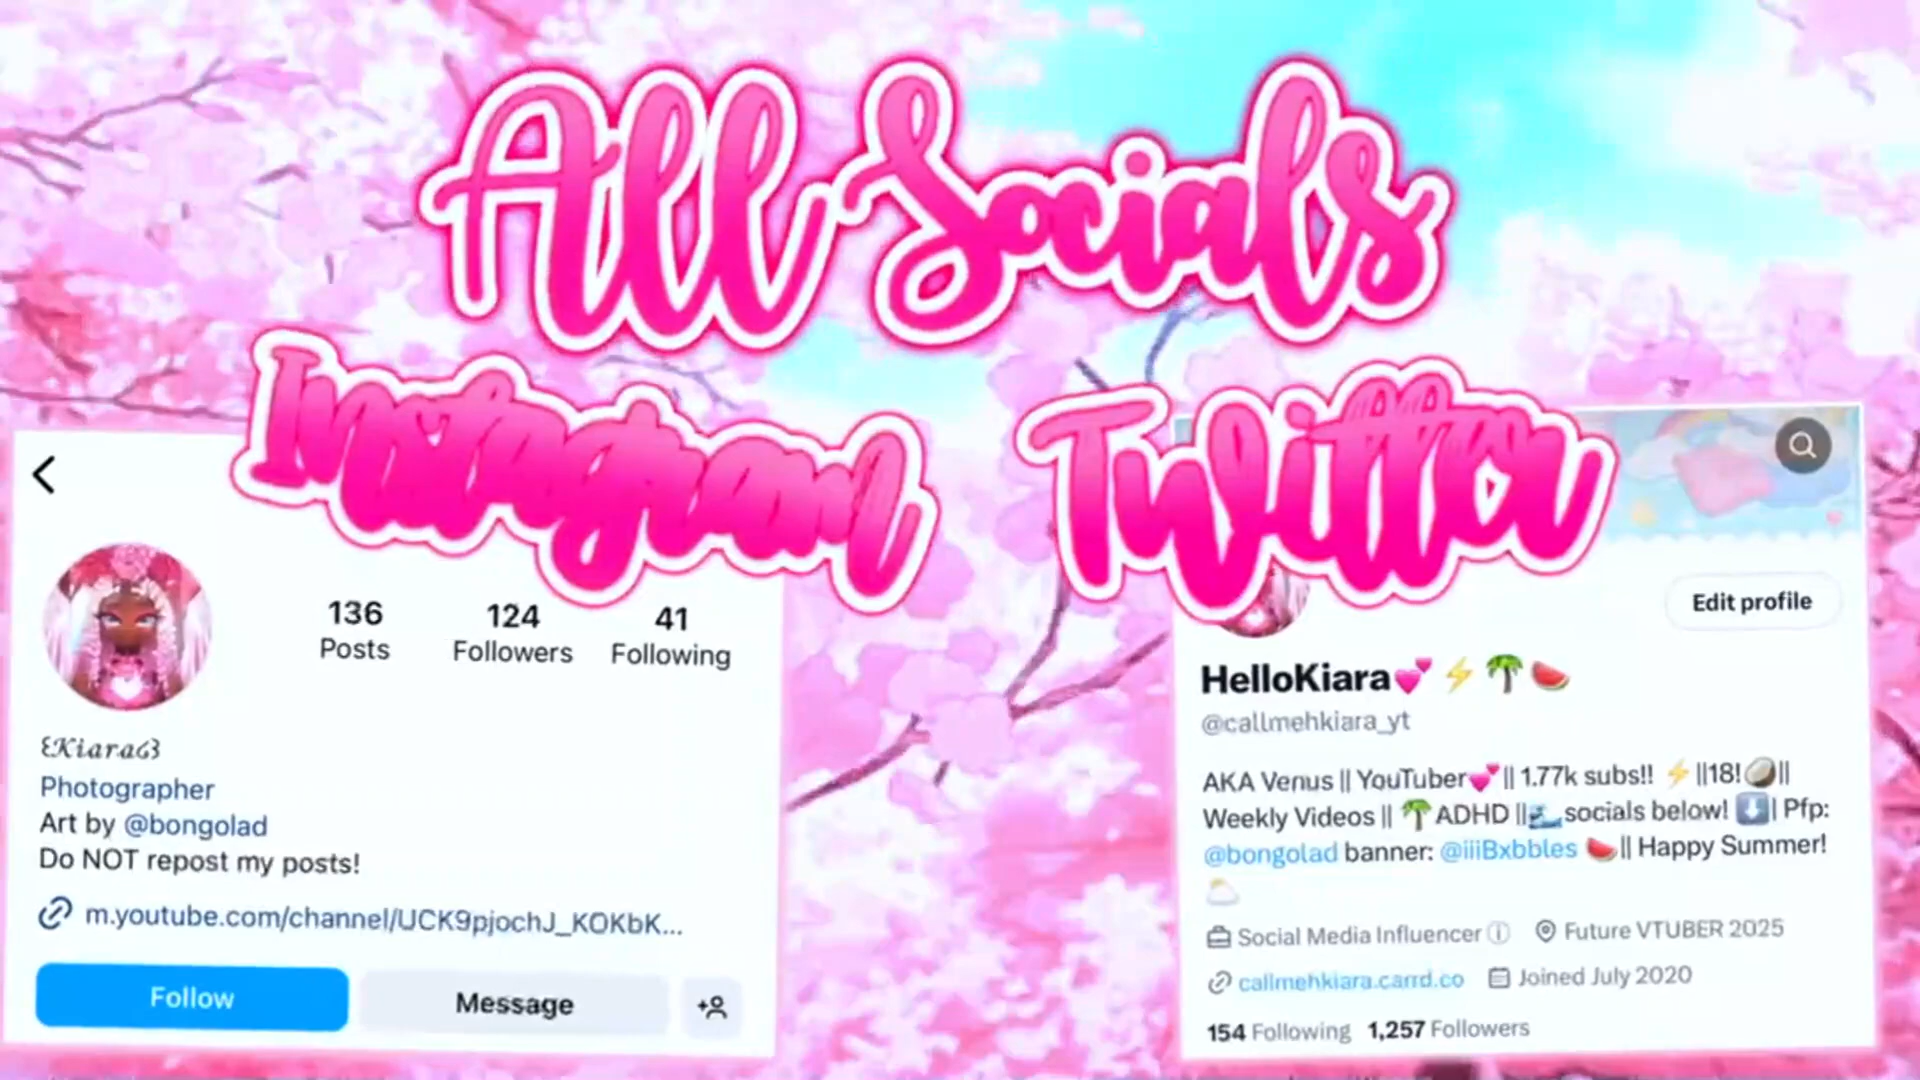 All Socials
Instagram
Twitter
136 Posts
124 Followers
41 Following
꒰𝒦𝒾𝒶𝓇𝒶𐐪꒱
Photographer
Art by @bongolad
Do NOT repost my posts!
m.youtube.com/channel/UCK9pjochJ_KOKbK...
Follow
Message
Edit profile
HelloKiara💕⚡🌴🍉
@callmehkiara_yt
AKA Venus || YouTuber💕|| 1.77k subs!! ⚡||18!🥥||
Weekly Videos || 🌴ADHD ||🌊socials below! ⬇️| Pfp:
@bongolad banner: @iiiBxbbles 🍉|| Happy Summer!
🌥️
Social Media Influencer ⓘ Future VTUBER 2025
callmehkiara.carrd.co Joined July 2020
154 Following 1,257 Followers